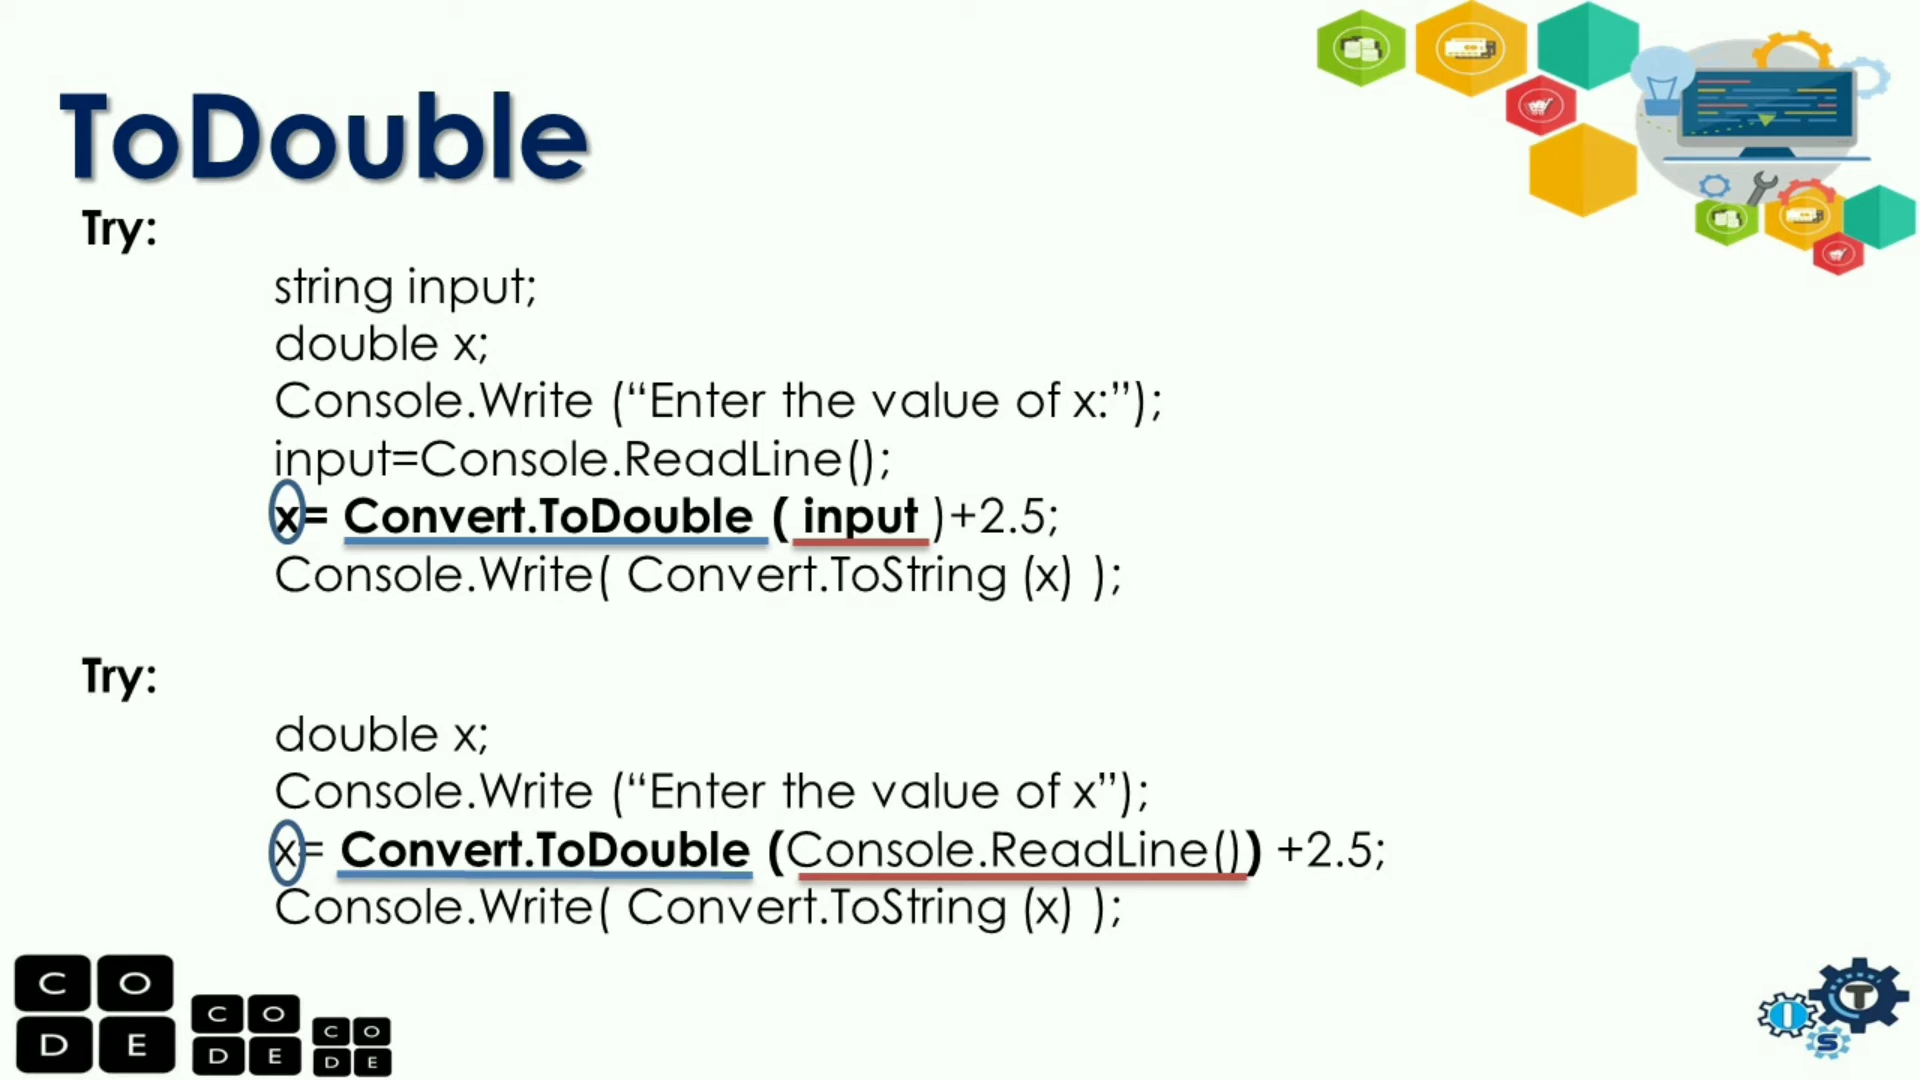 ToDouble
Try:
string input;
double x;
Console.Write (“Enter the value of x:”);
input=Console.ReadLine();
x= Convert.ToDouble ( input )+2.5;
Console.Write( Convert.ToString (x) );
Try:
double x;
Console.Write (“Enter the value of x”);
x= Convert.ToDouble (Console.ReadLine()) +2.5;
Console.Write( Convert.ToString (x) );
C O
D E
C O
D E
C O
D E
I T
S